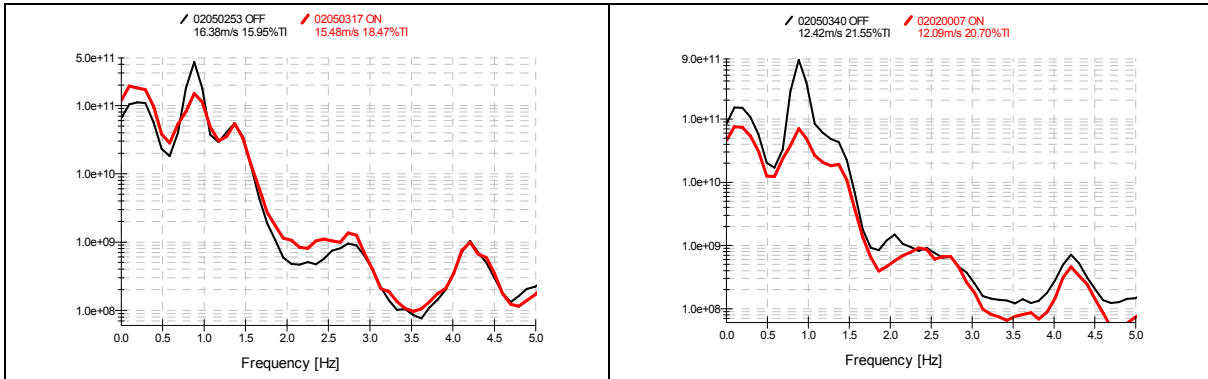 02050253 OFF 02050317 ON
16.38m/s 15.95%TI 15.48m/s 18.47%TI
5.0e+11
1.0e+11
1.0e+10
1.0e+09
1.0e+08
0.0 0.5 1.0 1.5 2.0 2.5 3.0 3.5 4.0 4.5 5.0
Frequency [Hz]
02050340 OFF 02020007 ON
12.42m/s 21.55%TI 12.09m/s 20.70%TI
9.0e+11
1.0e+11
1.0e+10
1.0e+09
1.0e+08
0.0 0.5 1.0 1.5 2.0 2.5 3.0 3.5 4.0 4.5 5.0
Frequency [Hz]